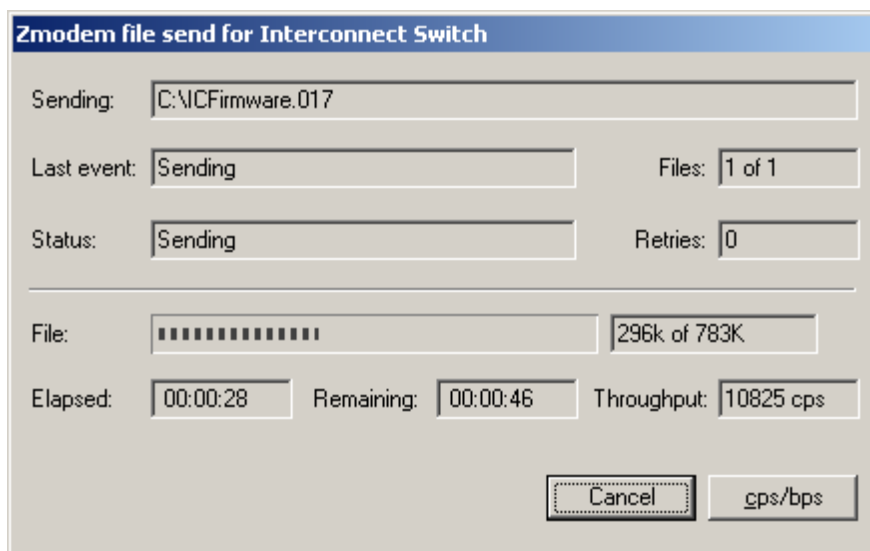 Zmodem file send for Interconnect Switch
Sending: C:\ICFirmware.017
Last event: Sending Files: 1 of 1
Status: Sending Retries: 0
File: 296k of 783K
Elapsed: 00:00:28 Remaining: 00:00:46 Throughput: 10825 cps
Cancel cps/bps